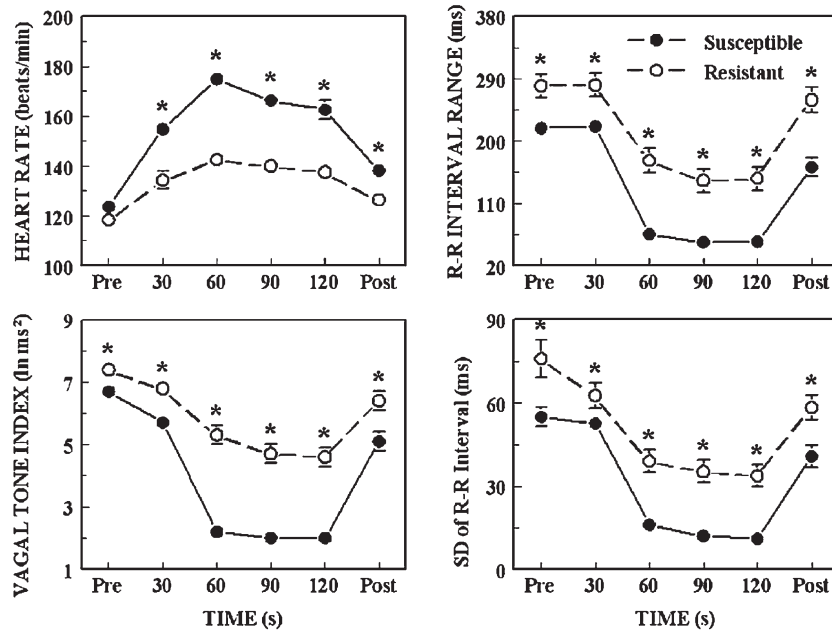 HEART RATE (beats/min)
200
180
160
140
120
100
* * * * *
Pre 30 60 90 120 Post
R-R INTERVAL RANGE (ms)
380
290
200
110
20
Susceptible
Resistant
* * * * * *
Pre 30 60 90 120 Post
VAGAL TONE INDEX (ln ms²)
9
7
5
3
1
* * * * * *
Pre 30 60 90 120 Post
TIME (s)
SD of R-R Interval (ms)
90
60
30
0
* * * * * *
Pre 30 60 90 120 Post
TIME (s)